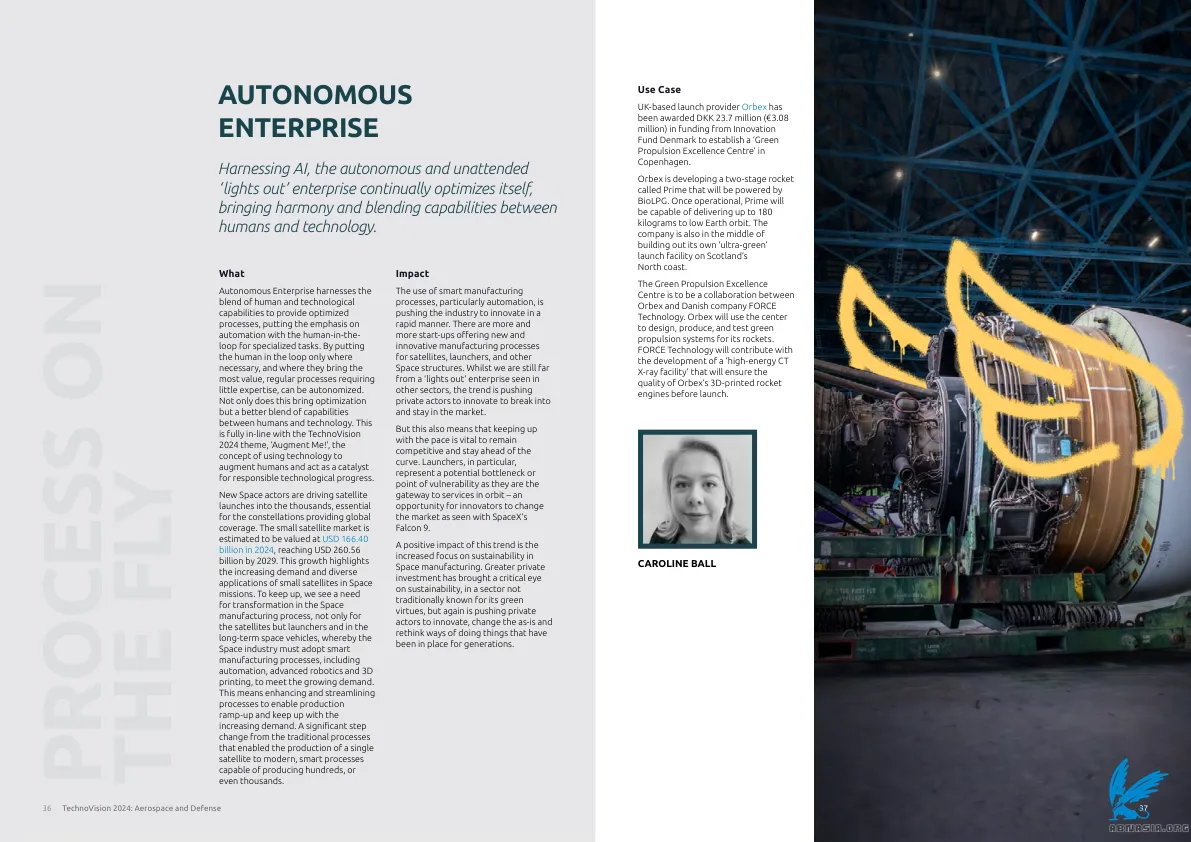 PROCESS ON
THE FLY
AUTONOMOUS
ENTERPRISE
Harnessing AI, the autonomous and unattended
‘lights out’ enterprise continually optimizes itself,
bringing harmony and blending capabilities between
humans and technology.
What
Autonomous Enterprise harnesses the
blend of human and technological
capabilities to provide optimized
processes, putting the emphasis on
automation with the human-in-the-
loop for specialized tasks. By putting
the human in the loop only where
necessary, and where they bring the
most value, regular processes requiring
little expertise, can be autonomized.
Not only does this bring optimization
but a better blend of capabilities
between humans and technology. This
is fully in-line with the TechnoVision
2024 theme, ‘Augment Me!’, the
concept of using technology to
augment humans and act as a catalyst
for responsible technological progress.
New Space actors are driving satellite
launches into the thousands, essential
for the constellations providing global
coverage. The small satellite market is
estimated to be valued at USD 166.40
billion in 2024, reaching USD 260.56
billion by 2029. This growth highlights
the increasing demand and diverse
applications of small satellites in Space
missions. To keep up, we see a need
for transformation in the Space
manufacturing process, not only for
the satellites but launchers and in the
long-term space vehicles, whereby the
Space industry must adopt smart
manufacturing processes, including
automation, advanced robotics and 3D
printing, to meet the growing demand.
This means enhancing and streamlining
processes to enable production
ramp-up and keep up with the
increasing demand. A significant step
change from the traditional processes
that enabled the production of a single
satellite to modern, smart processes
capable of producing hundreds, or
even thousands.
Impact
The use of smart manufacturing
processes, particularly automation, is
pushing the industry to innovate in a
rapid manner. There are more and
more start-ups offering new and
innovative manufacturing processes
for satellites, launchers, and other
Space structures. Whilst we are still far
from a ‘lights out’ enterprise seen in
other sectors, the trend is pushing
private actors to innovate to break into
and stay in the market.
But this also means that keeping up
with the pace is vital to remain
competitive and stay ahead of the
curve. Launchers, in particular,
represent a potential bottleneck or
point of vulnerability as they are the
gateway to services in orbit – an
opportunity for innovators to change
the market as seen with SpaceX’s
Falcon 9.
A positive impact of this trend is the
increased focus on sustainability in
Space manufacturing. Greater private
investment has brought a critical eye
on sustainability, in a sector not
traditionally known for its green
virtues, but again is pushing private
actors to innovate, change the as-is and
rethink ways of doing things that have
been in place for generations.
36 TechnoVision 2024: Aerospace and Defense
Use Case
UK-based launch provider Orbex has
been awarded DKK 23.7 million (€3.08
million) in funding from Innovation
Fund Denmark to establish a ‘Green
Propulsion Excellence Centre’ in
Copenhagen.
Orbex is developing a two-stage rocket
called Prime that will be powered by
BioLPG. Once operational, Prime will
be capable of delivering up to 180
kilograms to low Earth orbit. The
company is also in the middle of
building out its own ‘ultra-green’
launch facility on Scotland’s
North coast.
The Green Propulsion Excellence
Centre is to be a collaboration between
Orbex and Danish company FORCE
Technology. Orbex will use the center
to design, produce, and test green
propulsion systems for its rockets.
FORCE Technology will contribute with
the development of a ‘high-energy CT
X-ray facility’ that will ensure the
quality of Orbex’s 3D-printed rocket
engines before launch.
CAROLINE BALL
37
ABNASIA.ORG